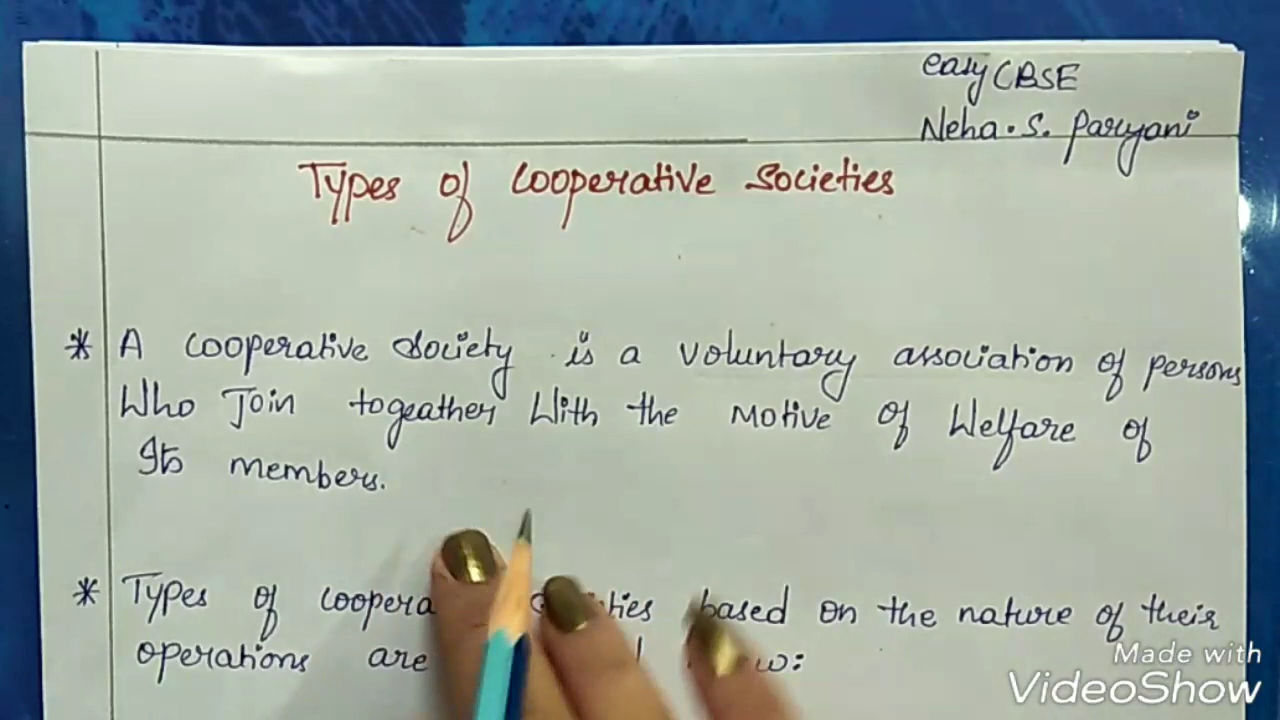 easy CBSE
Neha. S. Paryani
Types of Cooperative Societies
* A cooperative society is a voluntary association of persons
Who Join togeather With the Motive of Welfare of
Its members.
* Types of based on the nature of their
operations are
Made with
VideoShow